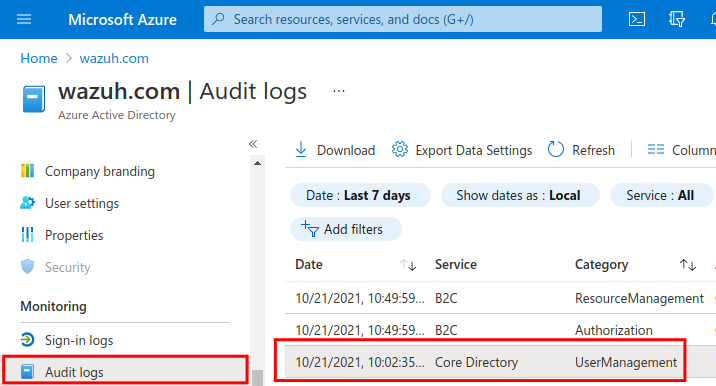 Microsoft Azure
Search resources, services, and docs (G+/)
Home > wazuh.com >
wazuh.com | Audit logs ...
Azure Active Directory
«
Company branding
User settings
Properties
Security
Monitoring
Sign-in logs
Audit logs
Download
Export Data Settings
Refresh
Column
Date : Last 7 days
Show dates as : Local
Service : All
Add filters
Date Service Category
10/21/2021, 10:49:59... B2C ResourceManagement
10/21/2021, 10:49:59... B2C Authorization
10/21/2021, 10:02:35... Core Directory UserManagement